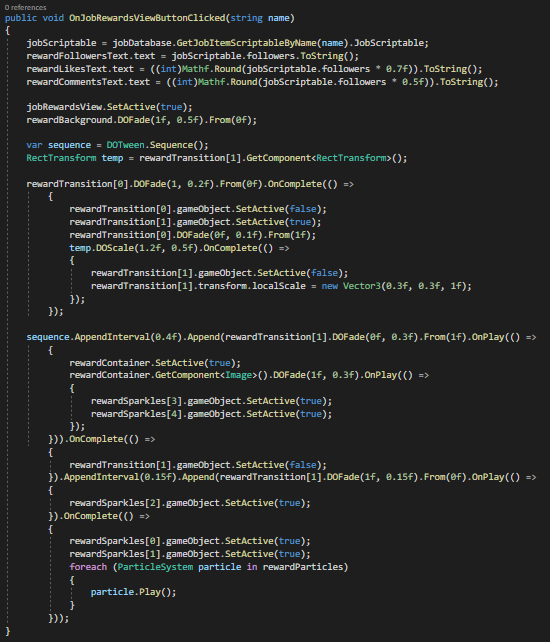 0 references
public void OnJobRewardsViewButtonClicked(string name)
{
jobScriptable = jobDatabase.GetJobItemScriptableByName(name).JobScriptable;
rewardFollowersText.text = jobScriptable.followers.ToString();
rewardLikesText.text = ((int)Mathf.Round(jobScriptable.followers * 0.7f)).ToString();
rewardCommentsText.text = ((int)Mathf.Round(jobScriptable.followers * 0.5f)).ToString();
jobRewardsView.SetActive(true);
rewardBackground.DOFade(1f, 0.5f).From(0f);
var sequence = DOTween.Sequence();
RectTransform temp = rewardTransition[1].GetComponent<RectTransform>();
rewardTransition[0].DOFade(1, 0.2f).From(0f).OnComplete(() =>
{
rewardTransition[0].gameObject.SetActive(false);
rewardTransition[1].gameObject.SetActive(true);
rewardTransition[0].DOFade(0f, 0.1f).From(1f);
temp.DOScale(1.2f, 0.5f).OnComplete(() =>
{
rewardTransition[1].gameObject.SetActive(false);
rewardTransition[1].transform.localScale = new Vector3(0.3f, 0.3f, 1f);
});
});
sequence.AppendInterval(0.4f).Append(rewardTransition[1].DOFade(0f, 0.3f).From(1f).OnPlay(() =>
{
rewardContainer.SetActive(true);
rewardContainer.GetComponent<Image>().DOFade(1f, 0.3f).OnPlay(() =>
{
rewardSparkles[3].gameObject.SetActive(true);
rewardSparkles[4].gameObject.SetActive(true);
});
})).OnComplete(() =>
{
rewardTransition[1].gameObject.SetActive(false);
}).AppendInterval(0.15f).Append(rewardTransition[1].DOFade(1f, 0.15f).From(0f).OnPlay(() =>
{
rewardSparkles[2].gameObject.SetActive(true);
}).OnComplete(() =>
{
rewardSparkles[0].gameObject.SetActive(true);
rewardSparkles[1].gameObject.SetActive(true);
foreach (ParticleSystem particle in rewardParticles)
{
particle.Play();
}
}));
}